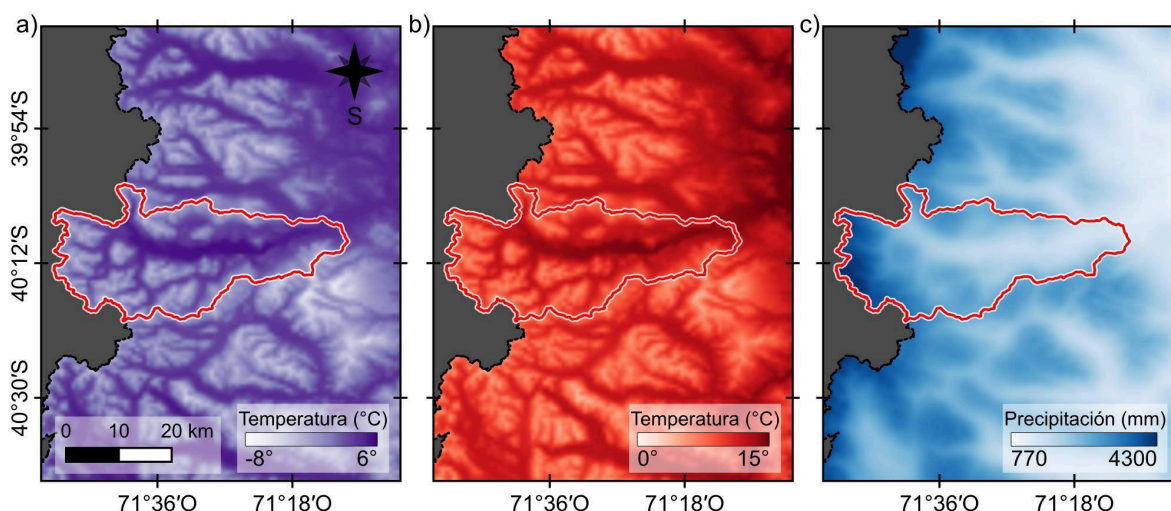 a)
b)
c)
S
39°54′S
40°12′S
40°30′S
0 10 20 km
Temperatura (°C)
-8° 6°
Temperatura (°C)
0° 15°
Precipitación (mm)
770 4300
71°36′O 71°18′O
71°36′O 71°18′O
71°36′O 71°18′O